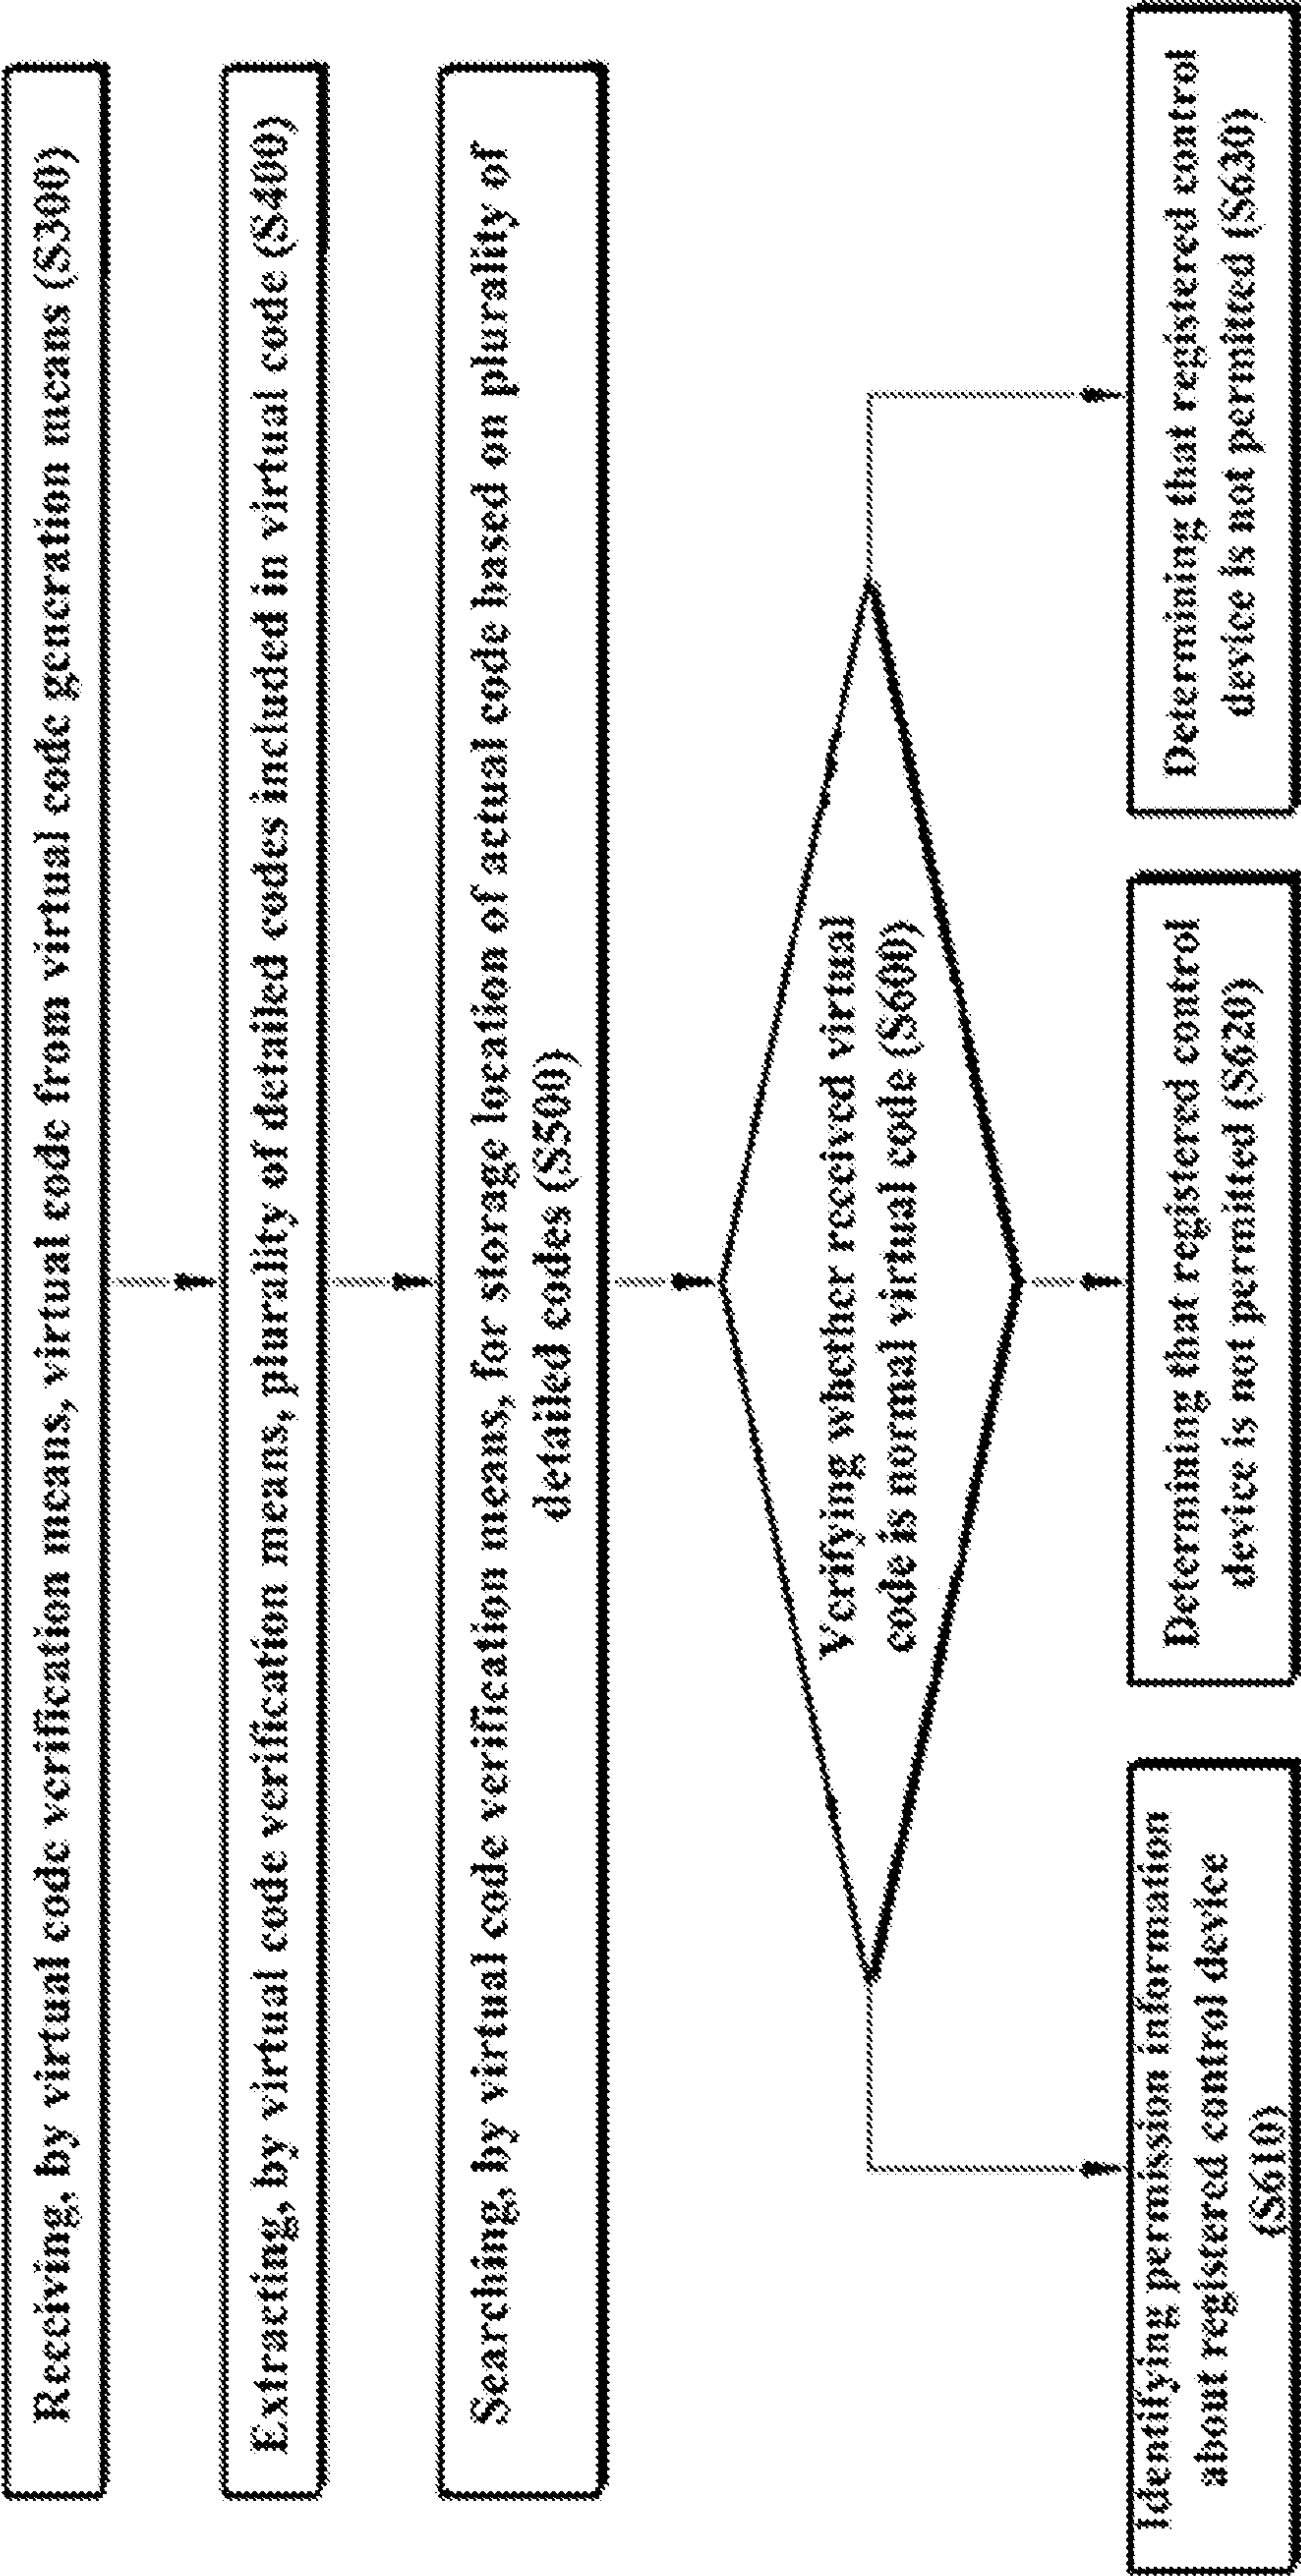 Receiving, by virtual code verification means, virtual code from virtual code generation means (S300)
Extracting, by virtual code verification means, plurality of detailed codes included in virtual code (S400)
Searching, by virtual code verification means, for storage location of actual code based on plurality of
detailed codes (S500)
Verifying whether received virtual
code is normal virtual code (S600)
Identifying permission information
about registered control device
(S610)
Determining that registered control
device is not permitted (S620)
Determining that registered control
device is not permitted (S630)